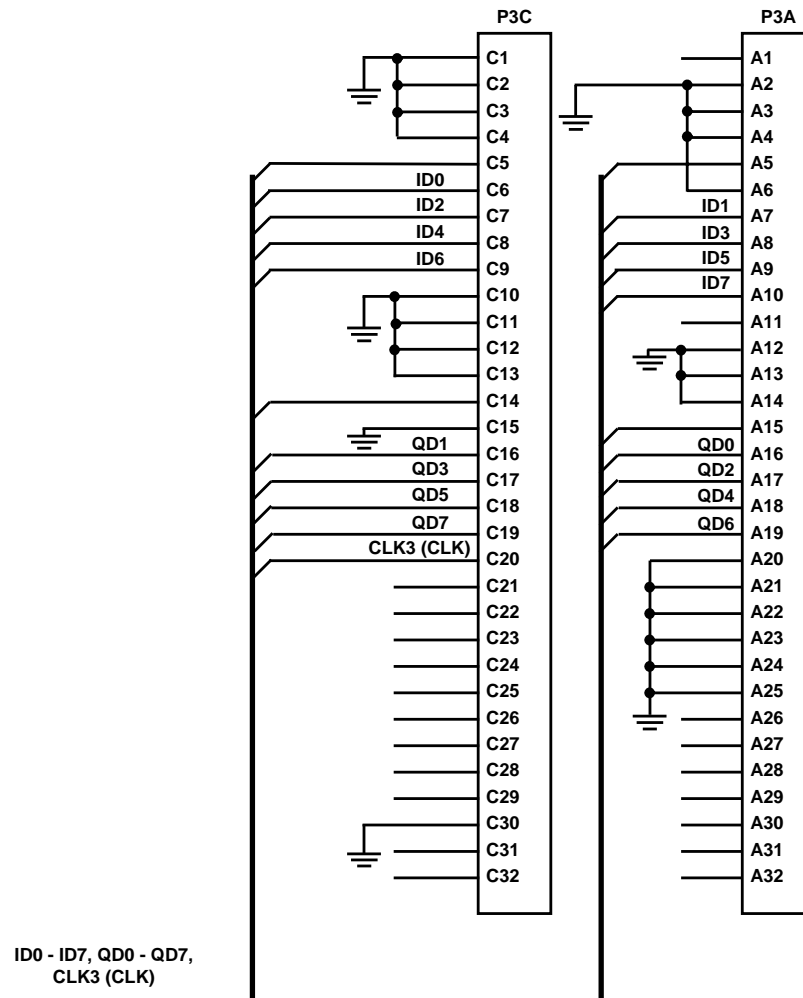 P3C
C1
C2
C3
C4
C5
ID0
C6
ID2
C7
ID4
C8
ID6
C9
C10
C11
C12
C13
C14
C15
QD1
C16
QD3
C17
QD5
C18
QD7
C19
CLK3 (CLK)
C20
C21
C22
C23
C24
C25
C26
C27
C28
C29
C30
C31
C32
P3A
A1
A2
A3
A4
A5
A6
ID1
A7
ID3
A8
ID5
A9
ID7
A10
A11
A12
A13
A14
A15
QD0
A16
QD2
A17
QD4
A18
QD6
A19
A20
A21
A22
A23
A24
A25
A26
A27
A28
A29
A30
A31
A32
ID0 - ID7, QD0 - QD7,
CLK3 (CLK)